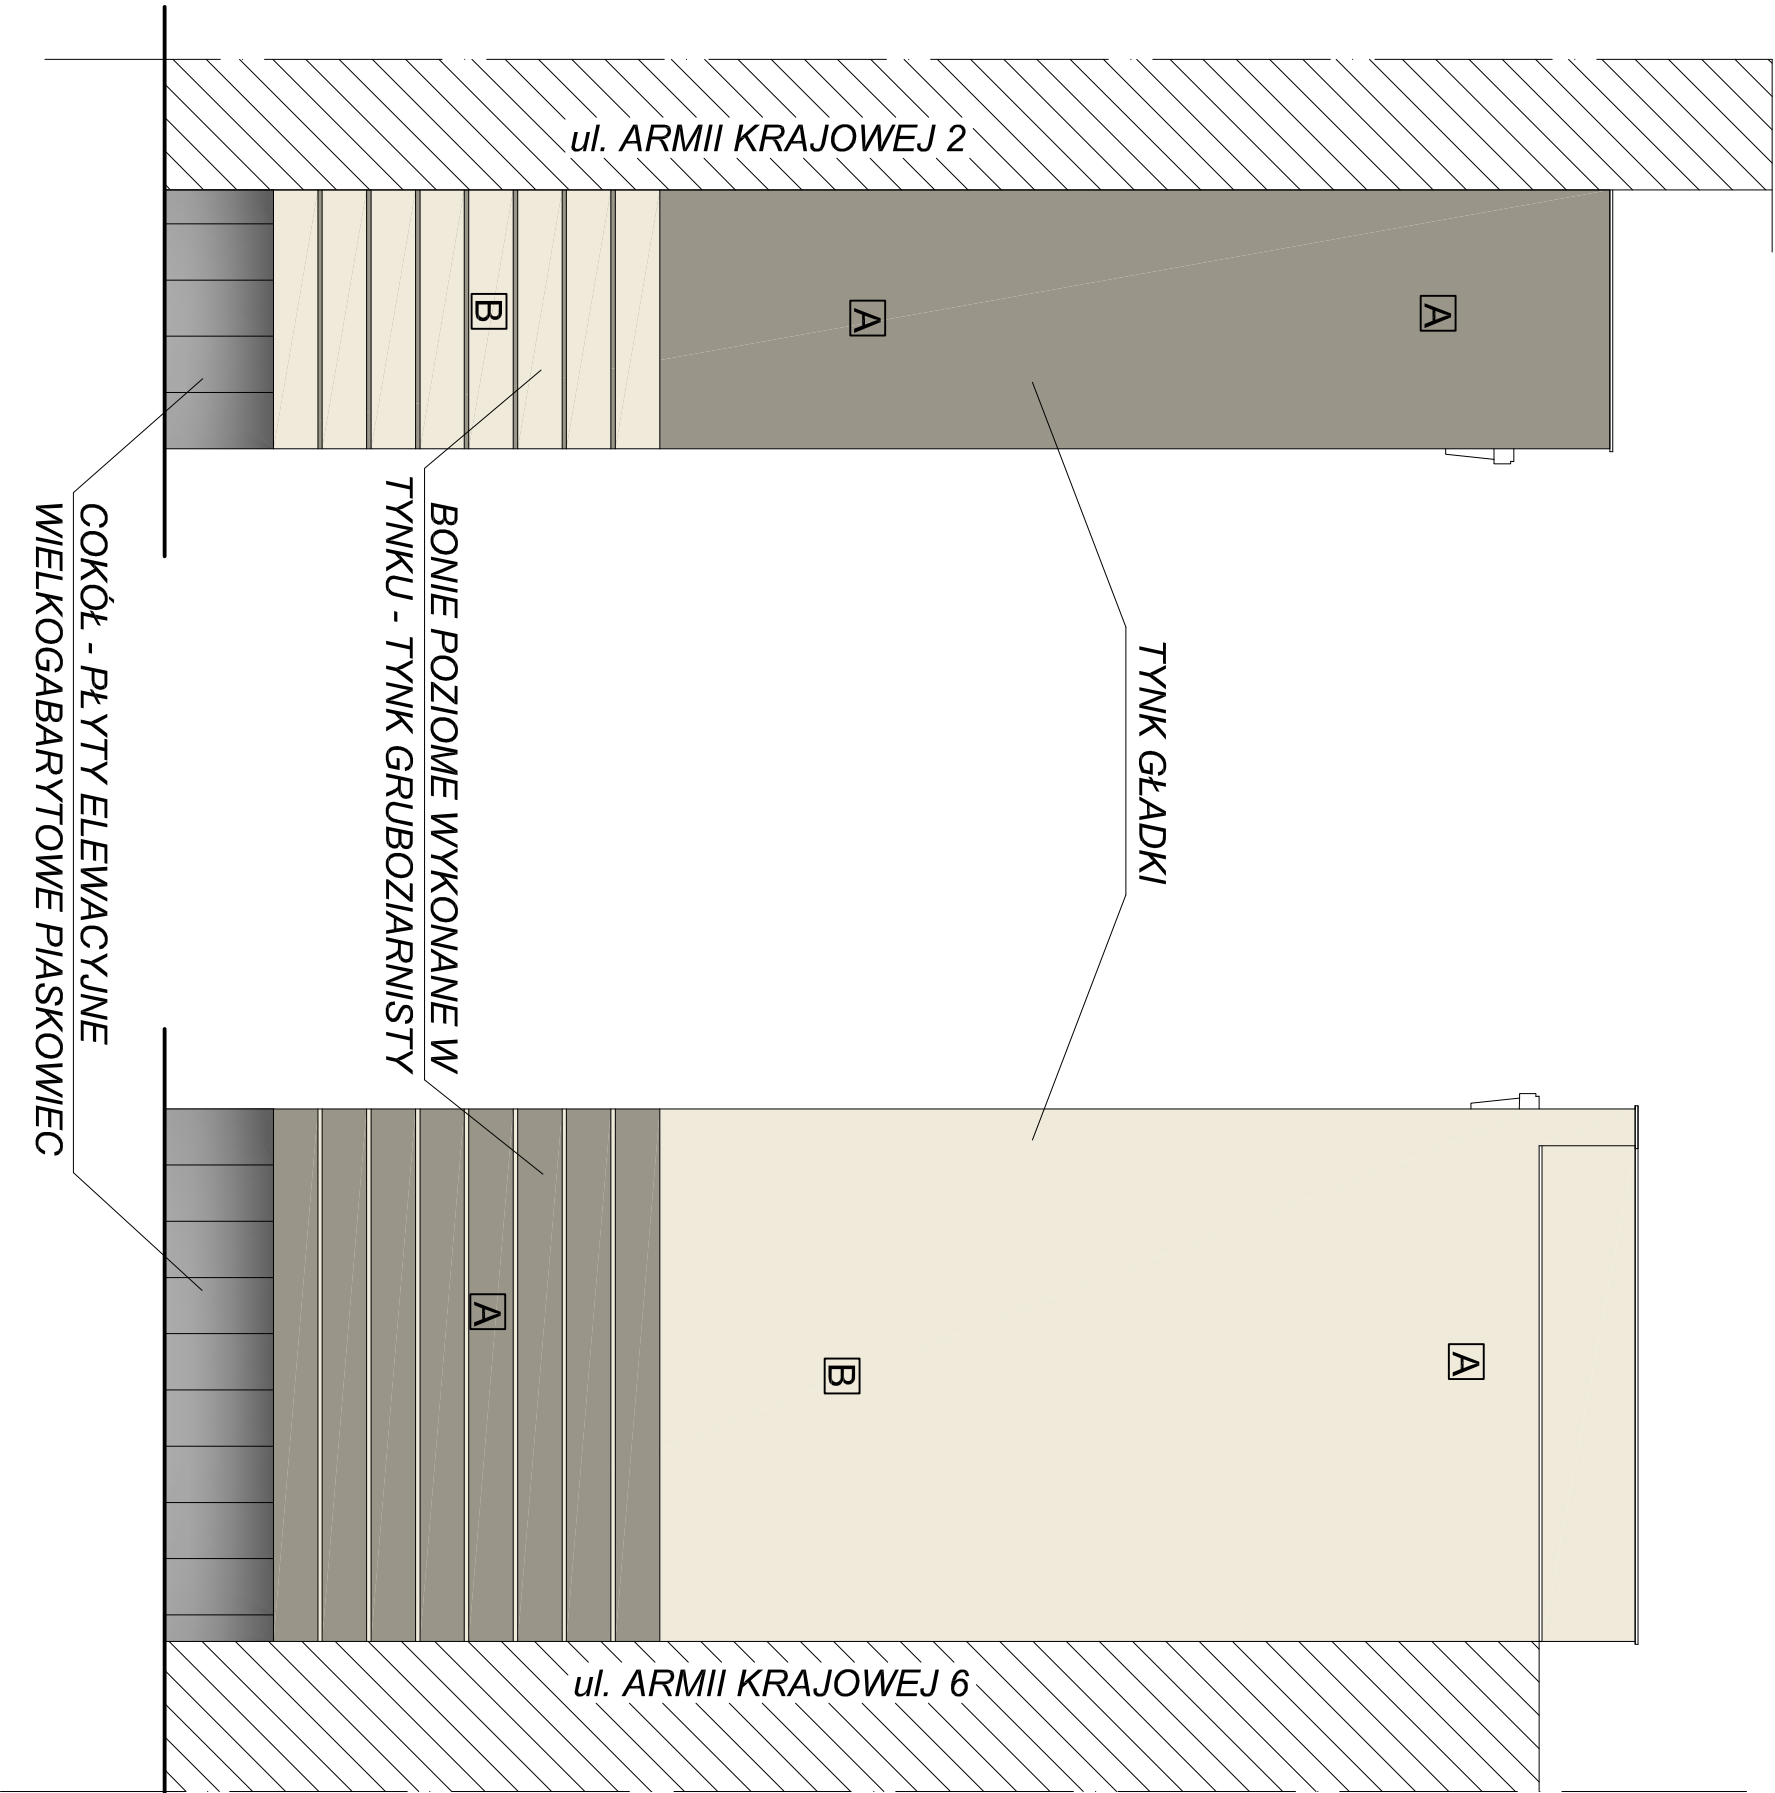 ul. ARMII KRAJOWEJ 2
B
A
A
TYNK GŁADKI
BONIE POZIOME WYKONANE W
TYNKU - TYNK GRUBOZIARNISTY
COKÓŁ - PŁYTY ELEWACYJNE
WIELKOGABARYTOWE PIASKOWIEC
A
B
A
ul. ARMII KRAJOWEJ 6